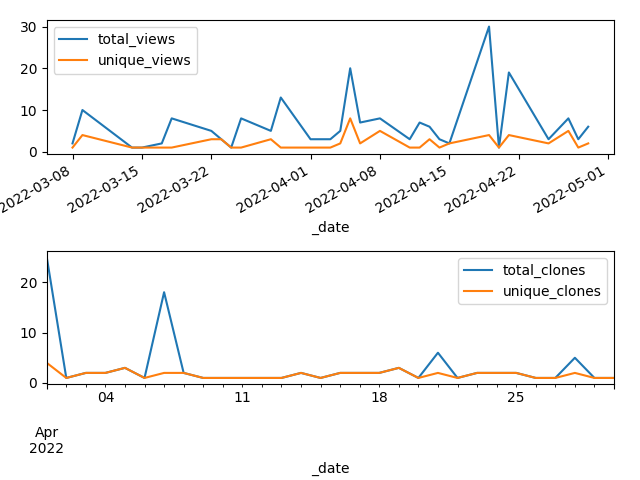 30
total_views
unique_views
20
10
0
2022-03-08
2022-03-15
2022-03-22
2022-04-01
2022-04-08
2022-04-15
2022-04-22
2022-05-01
_date
total_clones
unique_clones
20
10
0
04
11
18
25
Apr
2022
_date